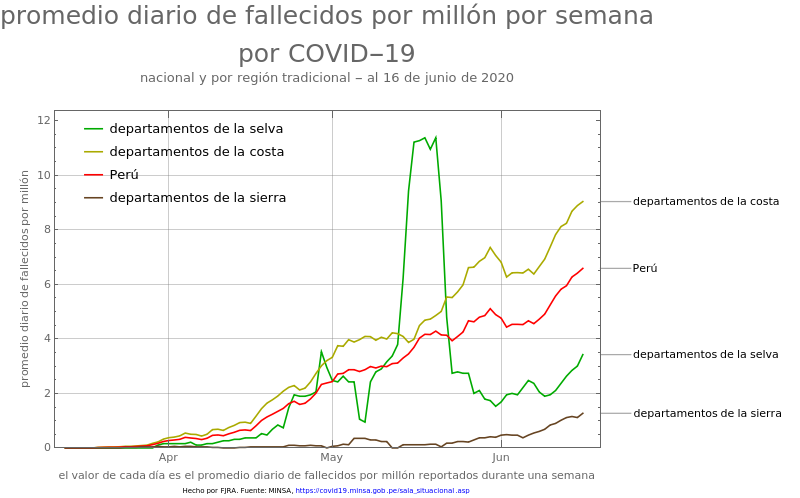 promedio diario de fallecidos por millón por semana
por COVID‒19
nacional y por región tradicional ‒ al 16 de junio de 2020
promedio diario de fallecidos por millón
12
10
8
6
4
2
0
departamentos de la selva
departamentos de la costa
Perú
departamentos de la sierra
departamentos de la costa
Perú
departamentos de la selva
departamentos de la sierra
Apr May Jun
el valor de cada día es el promedio diario de fallecidos por millón reportados durante una semana
Hecho por FJRA. Fuente: MINSA, https://covid19.minsa.gob.pe/sala_situacional.asp